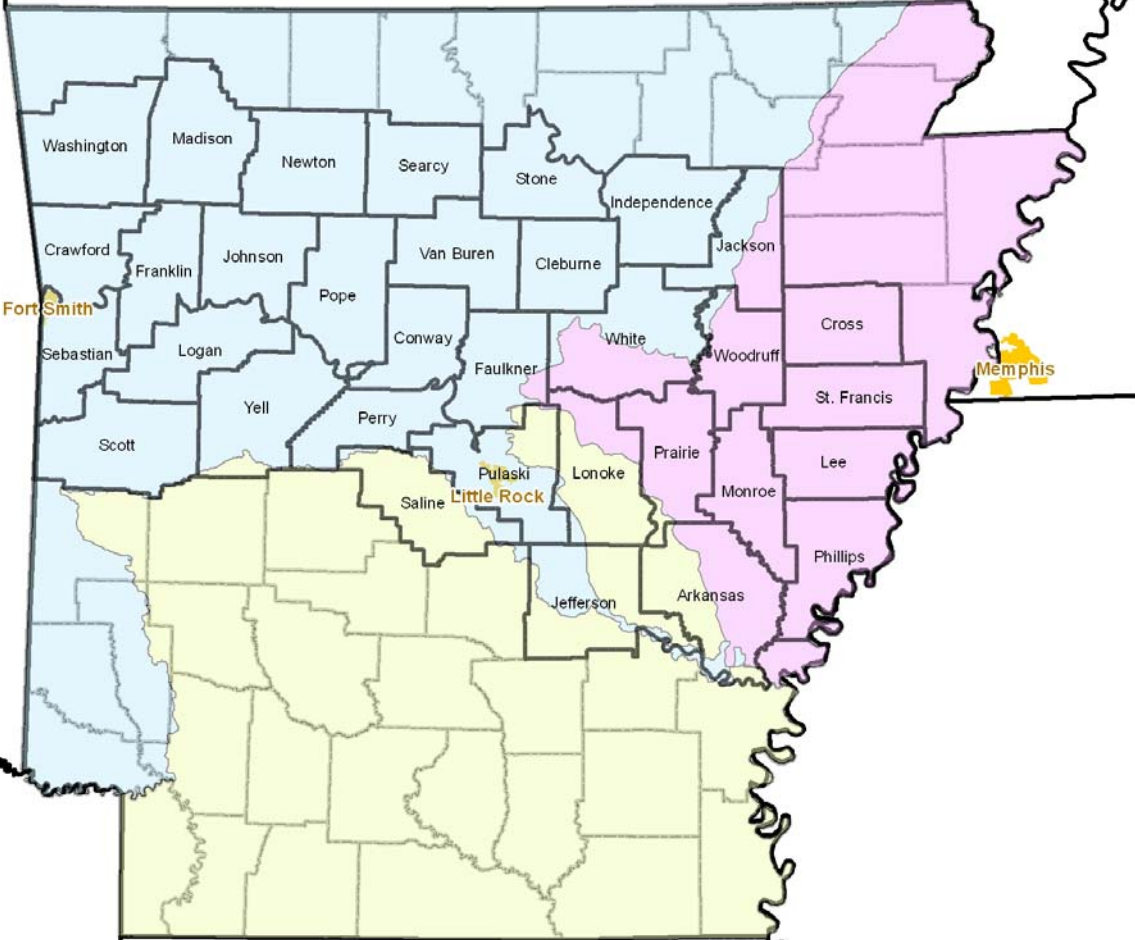 Washington
Madison
Newton
Searcy
Stone
Independence
Jackson
Crawford
Franklin
Johnson
Pope
Van Buren
Cleburne
Fort Smith
Sebastian
Logan
Conway
Faulkner
White
Woodruff
Cross
Memphis
St. Francis
Yell
Perry
Scott
Pulaski
Little Rock
Saline
Lonoke
Prairie
Monroe
Lee
Phillips
Jefferson
Arkansas